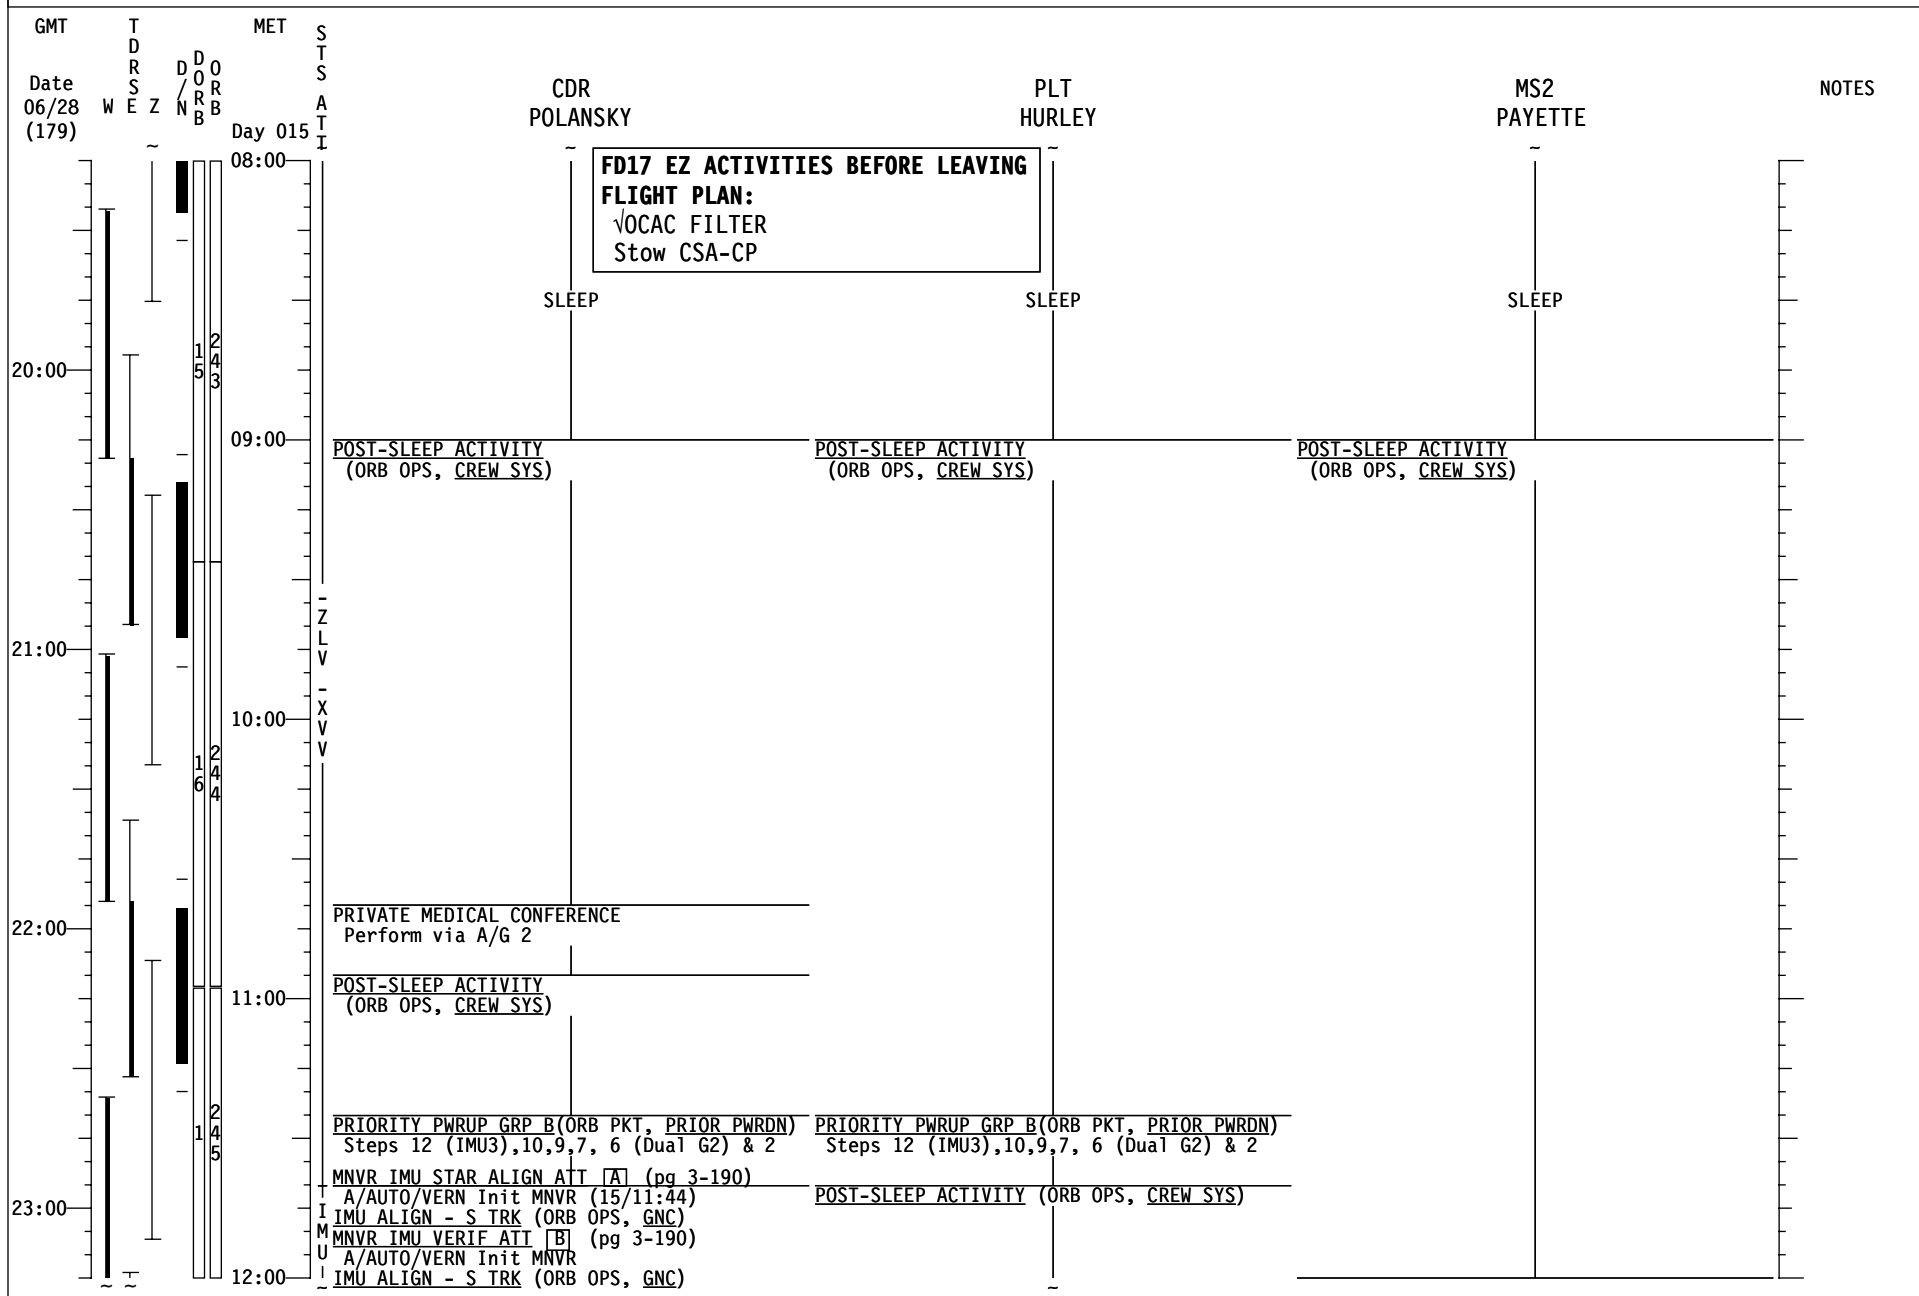 GMT
TDRS
D/N
DORB
ORB
MET
STS ATT
Date
06/28
(179)
W E Z
Day 015
CDR
POLANSKY
PLT
HURLEY
MS2
PAYETTE
NOTES
08:00
FD17 EZ ACTIVITIES BEFORE LEAVING
FLIGHT PLAN:
√OCAC FILTER
Stow CSA-CP
SLEEP
SLEEP
SLEEP
15
243
20:00
09:00
POST-SLEEP ACTIVITY
(ORB OPS, CREW SYS)
POST-SLEEP ACTIVITY
(ORB OPS, CREW SYS)
POST-SLEEP ACTIVITY
(ORB OPS, CREW SYS)
-ZLV -XVV
21:00
10:00
16
244
PRIVATE MEDICAL CONFERENCE
Perform via A/G 2
22:00
POST-SLEEP ACTIVITY
(ORB OPS, CREW SYS)
11:00
1
245
PRIORITY PWRUP GRP B(ORB PKT, PRIOR PWRDN)
Steps 12 (IMU3),10,9,7, 6 (Dual G2) & 2
PRIORITY PWRUP GRP B(ORB PKT, PRIOR PWRDN)
Steps 12 (IMU3),10,9,7, 6 (Dual G2) & 2
MNVR IMU STAR ALIGN ATT A (pg 3-190)
A/AUTO/VERN Init MNVR (15/11:44)
IMU ALIGN - S TRK (ORB OPS, GNC)
MNVR IMU VERIF ATT B (pg 3-190)
A/AUTO/VERN Init MNVR
IMU ALIGN - S TRK (ORB OPS, GNC)
POST-SLEEP ACTIVITY (ORB OPS, CREW SYS)
IMU
23:00
12:00